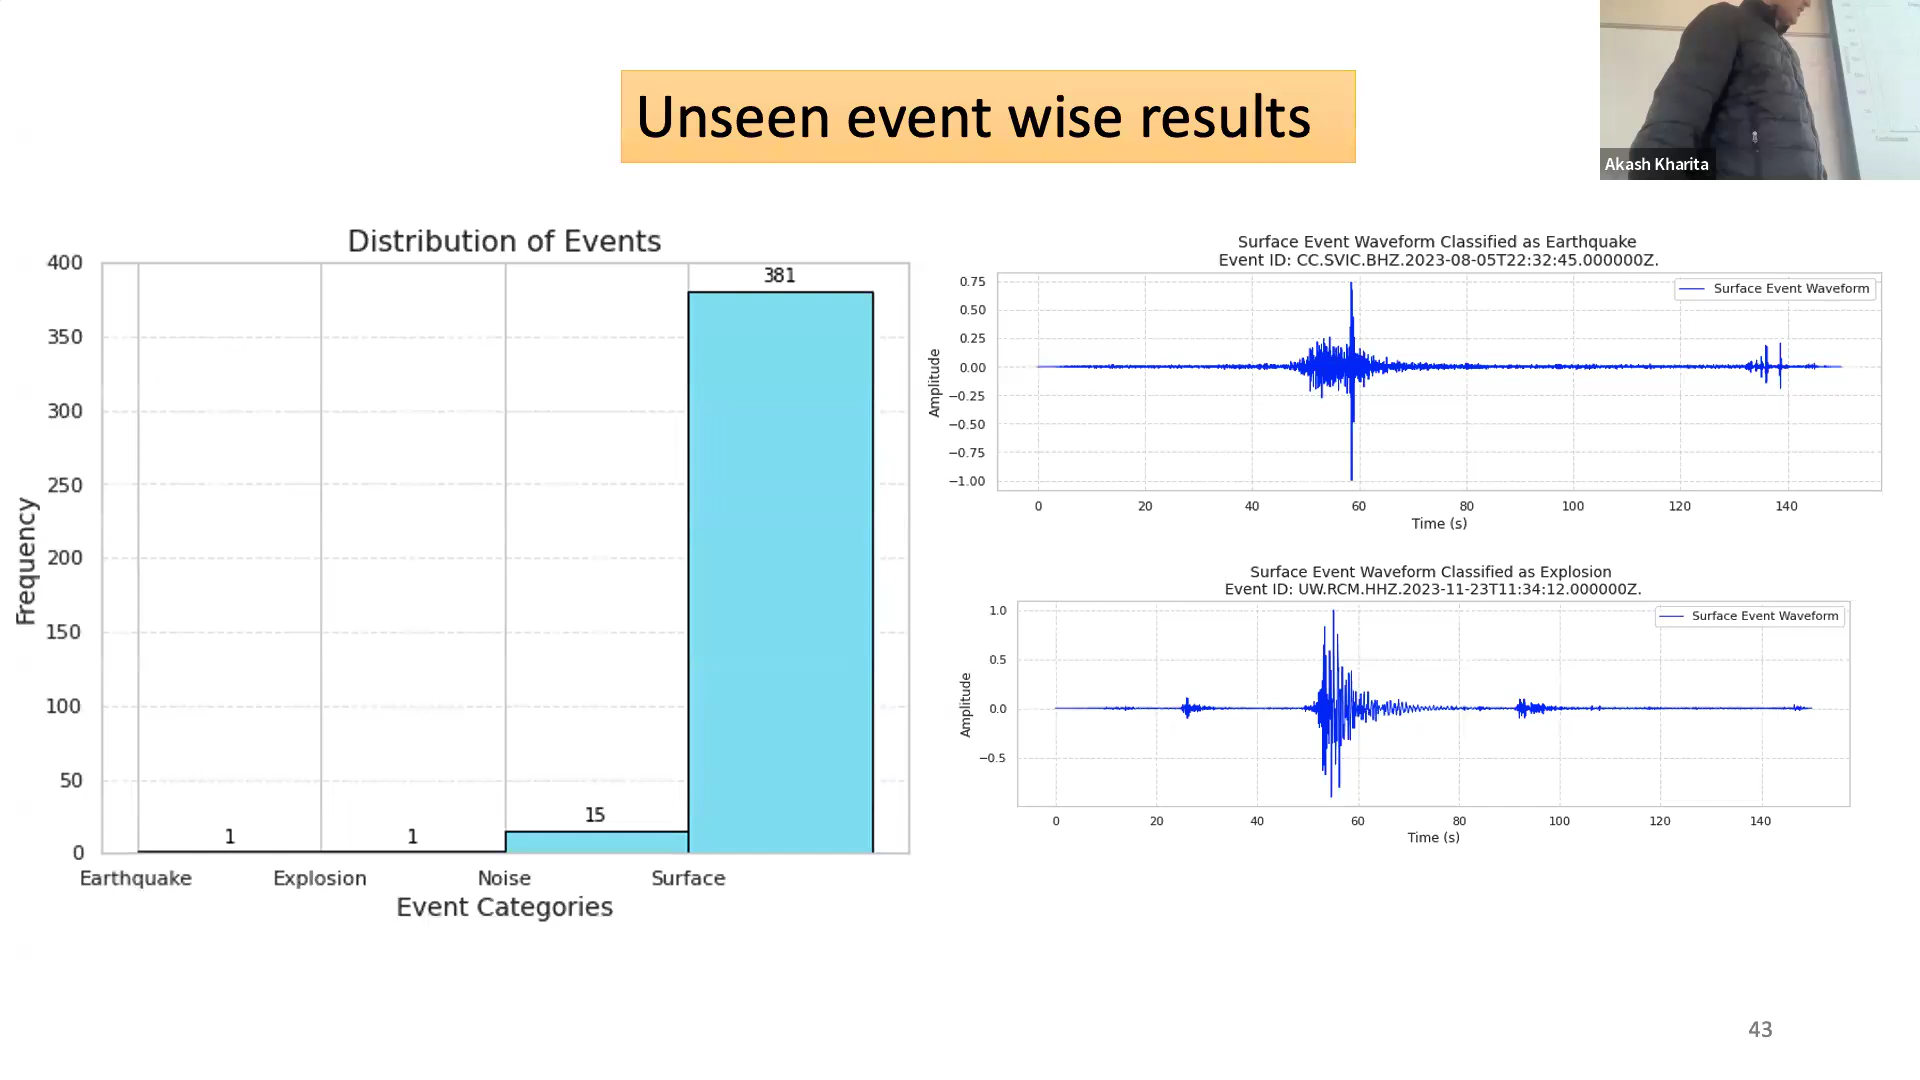 Unseen event wise results
Akash Kharita
Distribution of Events
400
350
300
250
200
150
100
50
0
Frequency
381
15
1
1
Earthquake
Explosion
Noise
Surface
Event Categories
Surface Event Waveform Classified as Earthquake
Event ID: CC.SVIC.BHZ.2023-08-05T22:32:45.000000Z.
Surface Event Waveform
0.75
0.50
0.25
0.00
−0.25
−0.50
−0.75
−1.00
Amplitude
0
20
40
60
80
100
120
140
Time (s)
Surface Event Waveform Classified as Explosion
Event ID: UW.RCM.HHZ.2023-11-23T11:34:12.000000Z.
Surface Event Waveform
1.0
0.5
0.0
−0.5
Amplitude
0
20
40
60
80
100
120
140
Time (s)
43